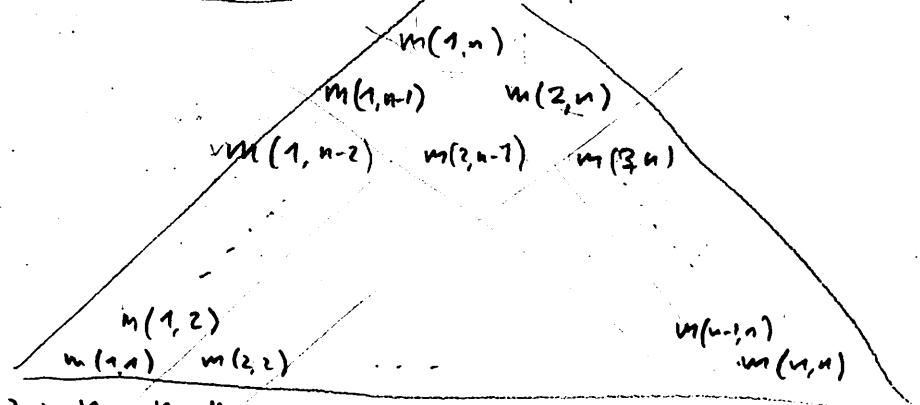 m(1,n)
m(1,n-1) m(2,n)
m(1,n-2) m(2,n-1) m(3,n)
m(1,2) m(n-1,n)
m(1,1) m(2,2) .... m(n,n)